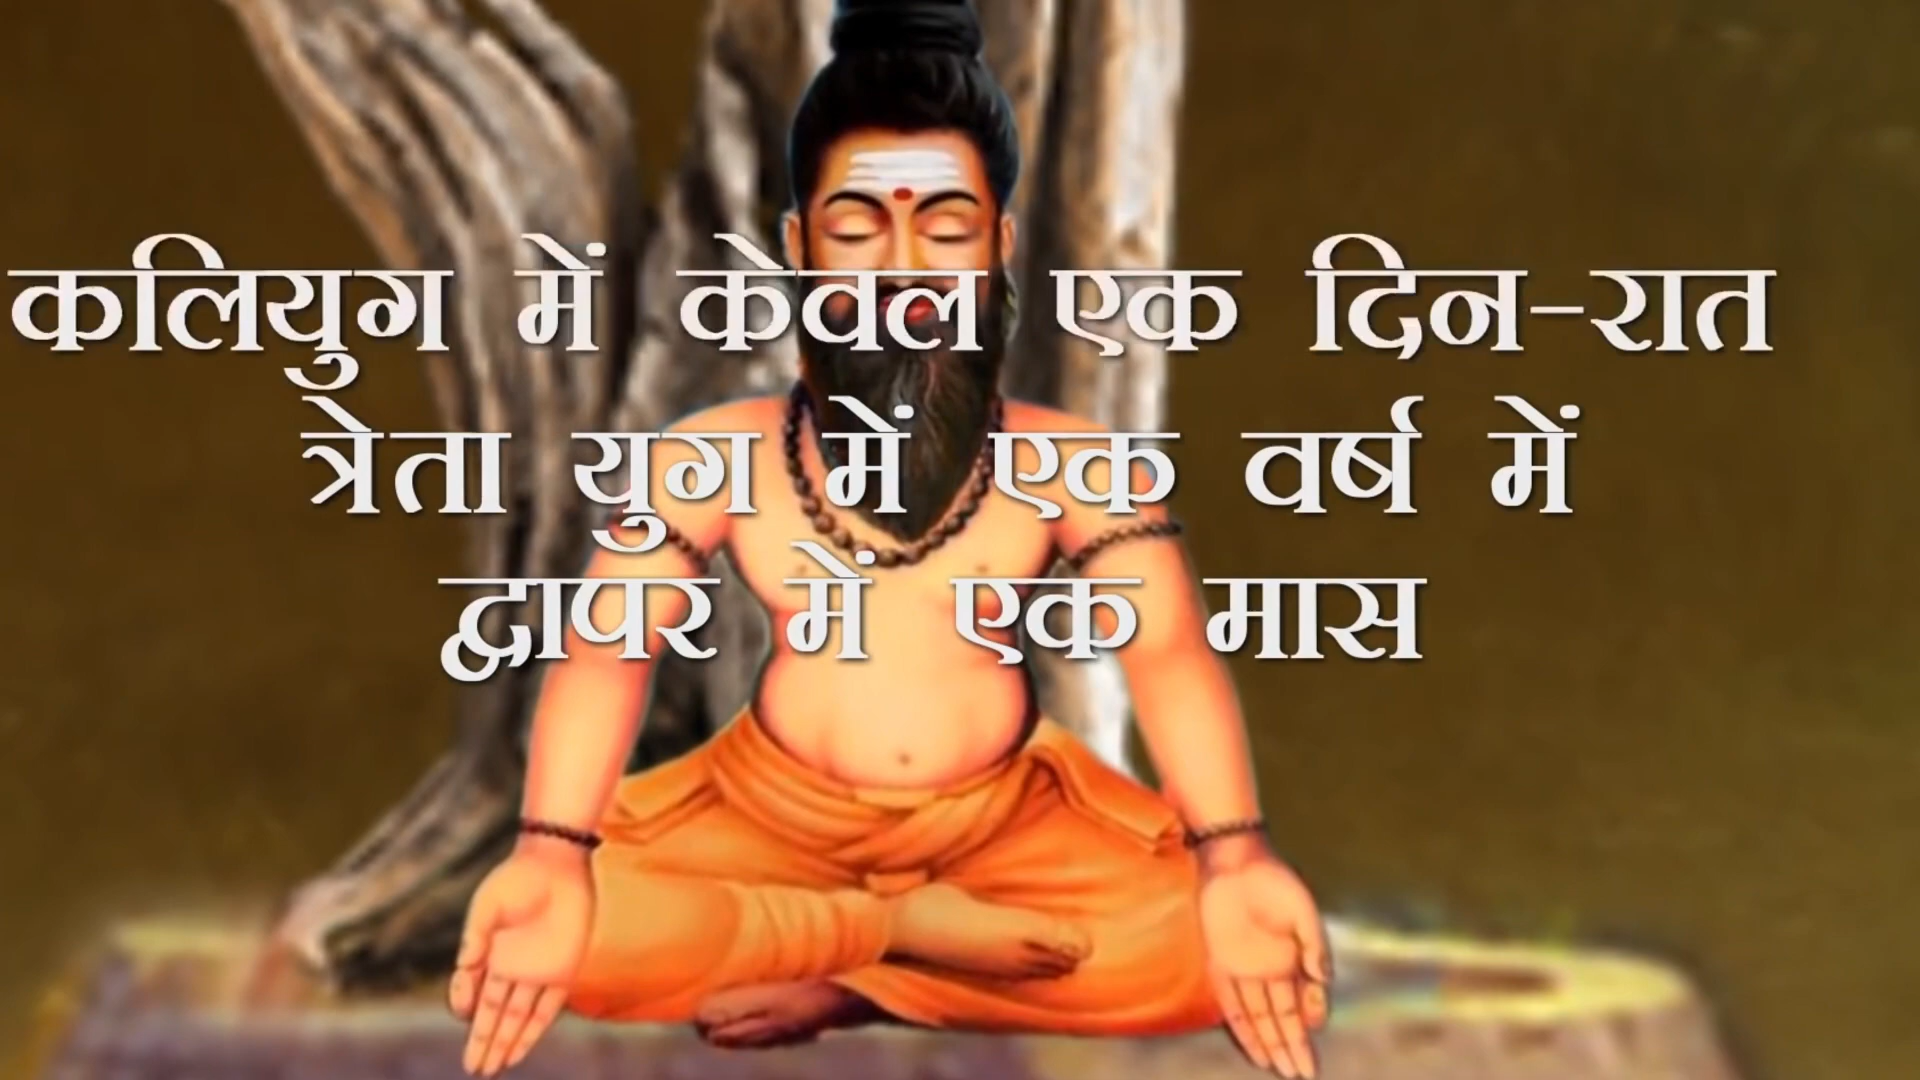 कलियुग में केवल एक दिन-रात
त्रेता युग में एक वर्ष में
द्वापर में एक मास